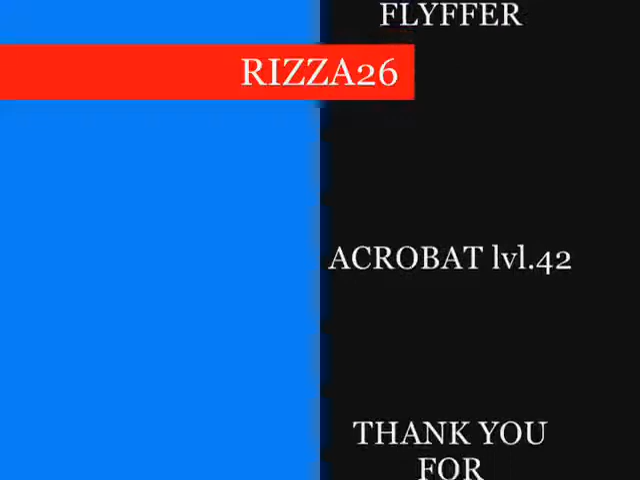 FLYFFER
RIZZA26
ACROBAT lvl.42
THANK YOU
FOR